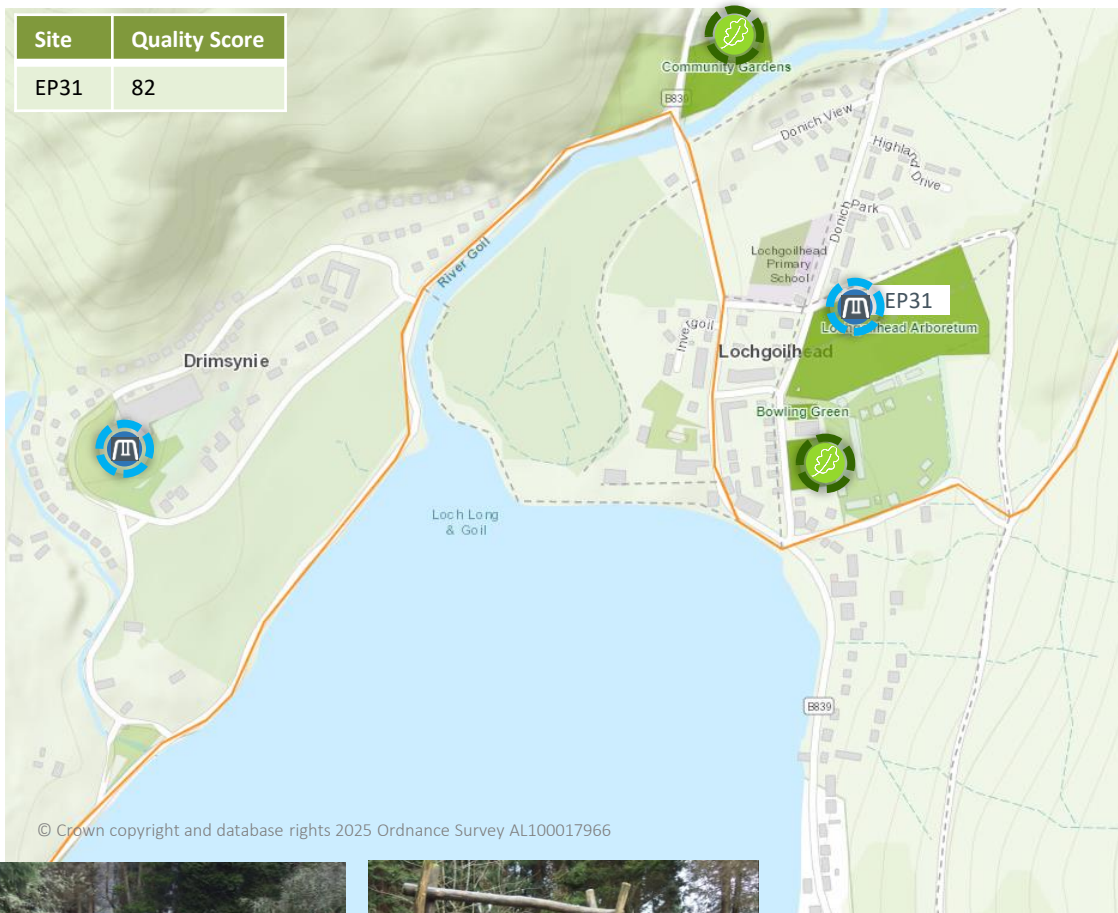 Site Quality Score
EP31 82
Community Gardens
B839
Donich View
Highland
Drive
Park
Donich
River Goil
Lochgoilhead
Primary
School
EP31
Lochgoilhead Arboretum
Invergoil
Lochgoilhead
Drimsynie
Bowling Green
Loch Long
& Goil
B839
© Crown copyright and database rights 2025 Ordnance Survey AL100017966